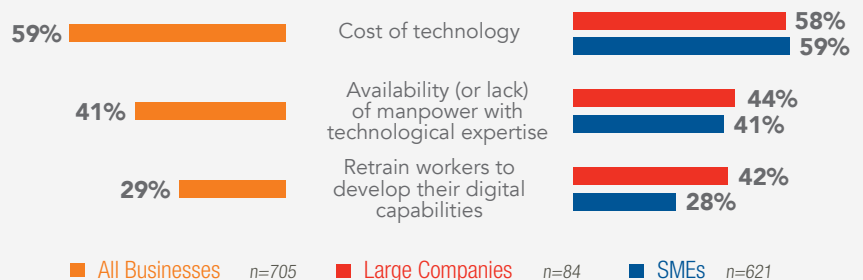 59%
Cost of technology
58%
59%
41%
Availability (or lack)
of manpower with
technological expertise
44%
41%
29%
Retrain workers to
develop their digital
capabilities
42%
28%
All Businesses n=705 Large Companies n=84 SMEs n=621